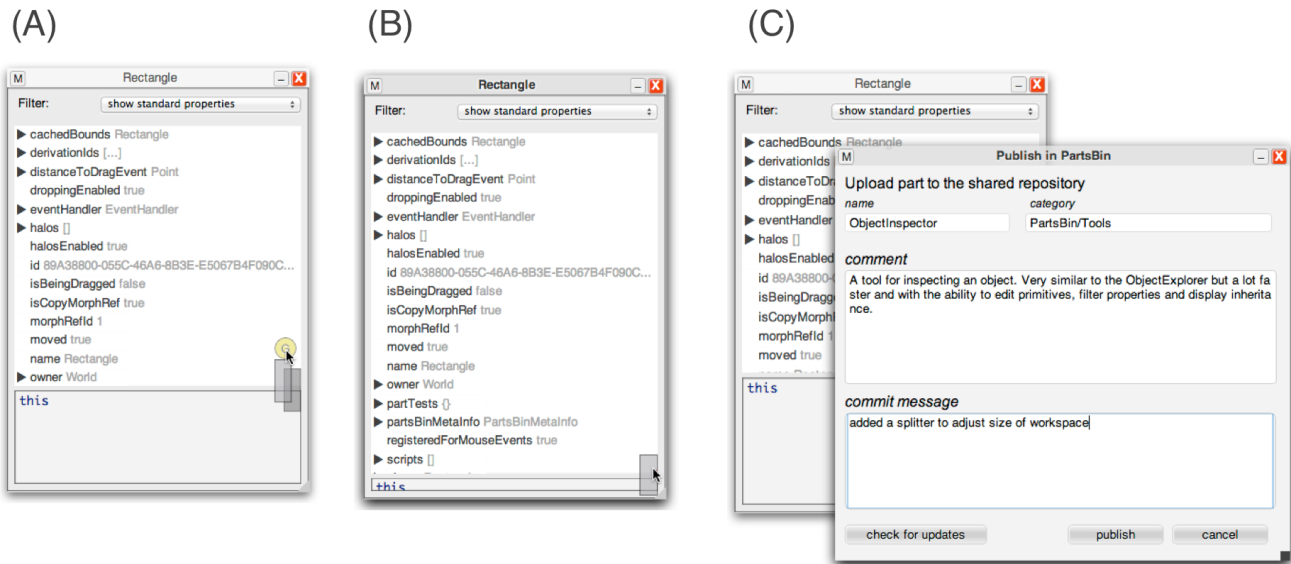 (A)
(B)
(C)
M Rectangle
Filter: show standard properties
cachedBounds Rectangle
derivationIds [...]
distanceToDragEvent Point
droppingEnabled true
eventHandler EventHandler
halos []
halosEnabled true
id 89A38800-055C-46A6-8B3E-E5067B4F090C...
isBeingDragged false
isCopyMorphRef true
morphRefId 1
moved true
name Rectangle
owner World
this
M Rectangle
Filter: show standard properties
cachedBounds Rectangle
derivationIds [...]
distanceToDragEvent Point
droppingEnabled true
eventHandler EventHandler
halos []
halosEnabled true
id 89A38800-055C-46A6-8B3E-E5067B4F090C...
isBeingDragged false
isCopyMorphRef true
morphRefId 1
moved true
name Rectangle
owner World
partTests {}
partsBinMetaInfo PartsBinMetaInfo
registeredForMouseEvents true
scripts []
this
M Rectangle
Filter: show standard properties
cachedBounds Rectangle
derivationIds
distanceToDra
droppingEnab
eventHandler
halos []
halosEnabled
id 89A38800-
isBeingDragg
isCopyMorph
morphRefId 1
moved true
this
M Publish in PartsBin
Upload part to the shared repository
name category
ObjectInspector PartsBin/Tools
comment
A tool for inspecting an object. Very similar to the ObjectExplorer but a lot fa
ster and with the ability to edit primitives, filter properties and display inherita
nce.
commit message
added a splitter to adjust size of workspace
check for updates publish cancel